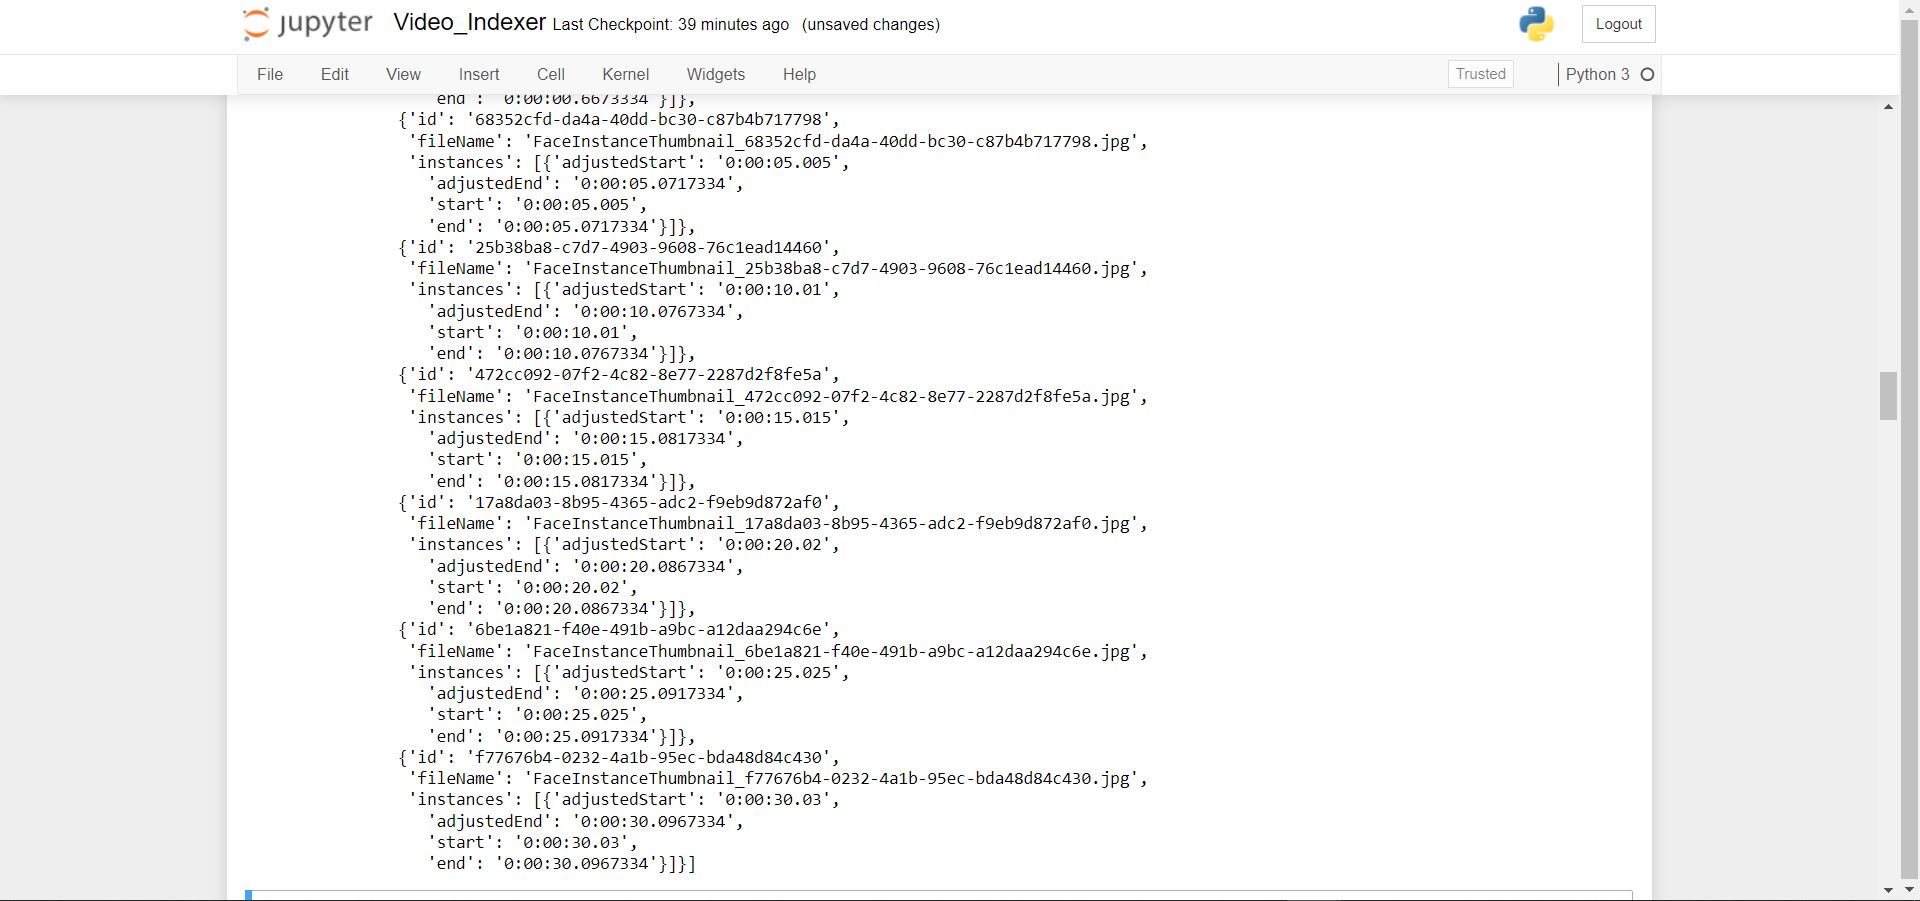 jupyter Video_Indexer Last Checkpoint: 39 minutes ago (unsaved changes) Logout
File Edit View Insert Cell Kernel Widgets Help Trusted Python 3
'end': '0:00:00.6673334'}]},
{'id': '68352cfd-da4a-40dd-bc30-c87b4b717798',
'fileName': 'FaceInstanceThumbnail_68352cfd-da4a-40dd-bc30-c87b4b717798.jpg',
'instances': [{'adjustedStart': '0:00:05.005',
'adjustedEnd': '0:00:05.0717334',
'start': '0:00:05.005',
'end': '0:00:05.0717334'}]},
{'id': '25b38ba8-c7d7-4903-9608-76c1ead14460',
'fileName': 'FaceInstanceThumbnail_25b38ba8-c7d7-4903-9608-76c1ead14460.jpg',
'instances': [{'adjustedStart': '0:00:10.01',
'adjustedEnd': '0:00:10.0767334',
'start': '0:00:10.01',
'end': '0:00:10.0767334'}]},
{'id': '472cc092-07f2-4c82-8e77-2287d2f8fe5a',
'fileName': 'FaceInstanceThumbnail_472cc092-07f2-4c82-8e77-2287d2f8fe5a.jpg',
'instances': [{'adjustedStart': '0:00:15.015',
'adjustedEnd': '0:00:15.0817334',
'start': '0:00:15.015',
'end': '0:00:15.0817334'}]},
{'id': '17a8da03-8b95-4365-adc2-f9eb9d872af0',
'fileName': 'FaceInstanceThumbnail_17a8da03-8b95-4365-adc2-f9eb9d872af0.jpg',
'instances': [{'adjustedStart': '0:00:20.02',
'adjustedEnd': '0:00:20.0867334',
'start': '0:00:20.02',
'end': '0:00:20.0867334'}]},
{'id': '6be1a821-f40e-491b-a9bc-a12daa294c6e',
'fileName': 'FaceInstanceThumbnail_6be1a821-f40e-491b-a9bc-a12daa294c6e.jpg',
'instances': [{'adjustedStart': '0:00:25.025',
'adjustedEnd': '0:00:25.0917334',
'start': '0:00:25.025',
'end': '0:00:25.0917334'}]},
{'id': 'f77676b4-0232-4a1b-95ec-bda48d84c430',
'fileName': 'FaceInstanceThumbnail_f77676b4-0232-4a1b-95ec-bda48d84c430.jpg',
'instances': [{'adjustedStart': '0:00:30.03',
'adjustedEnd': '0:00:30.0967334',
'start': '0:00:30.03',
'end': '0:00:30.0967334'}]}]